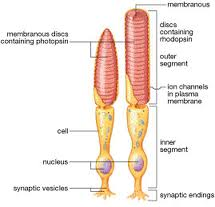 membranous
discs
containing
rhodopsin
membranous discs
containing photopsin
outer
segment
ion channels
in plasma
membrane
cell
inner
segment
nucleus
synaptic vesicles
synaptic endings